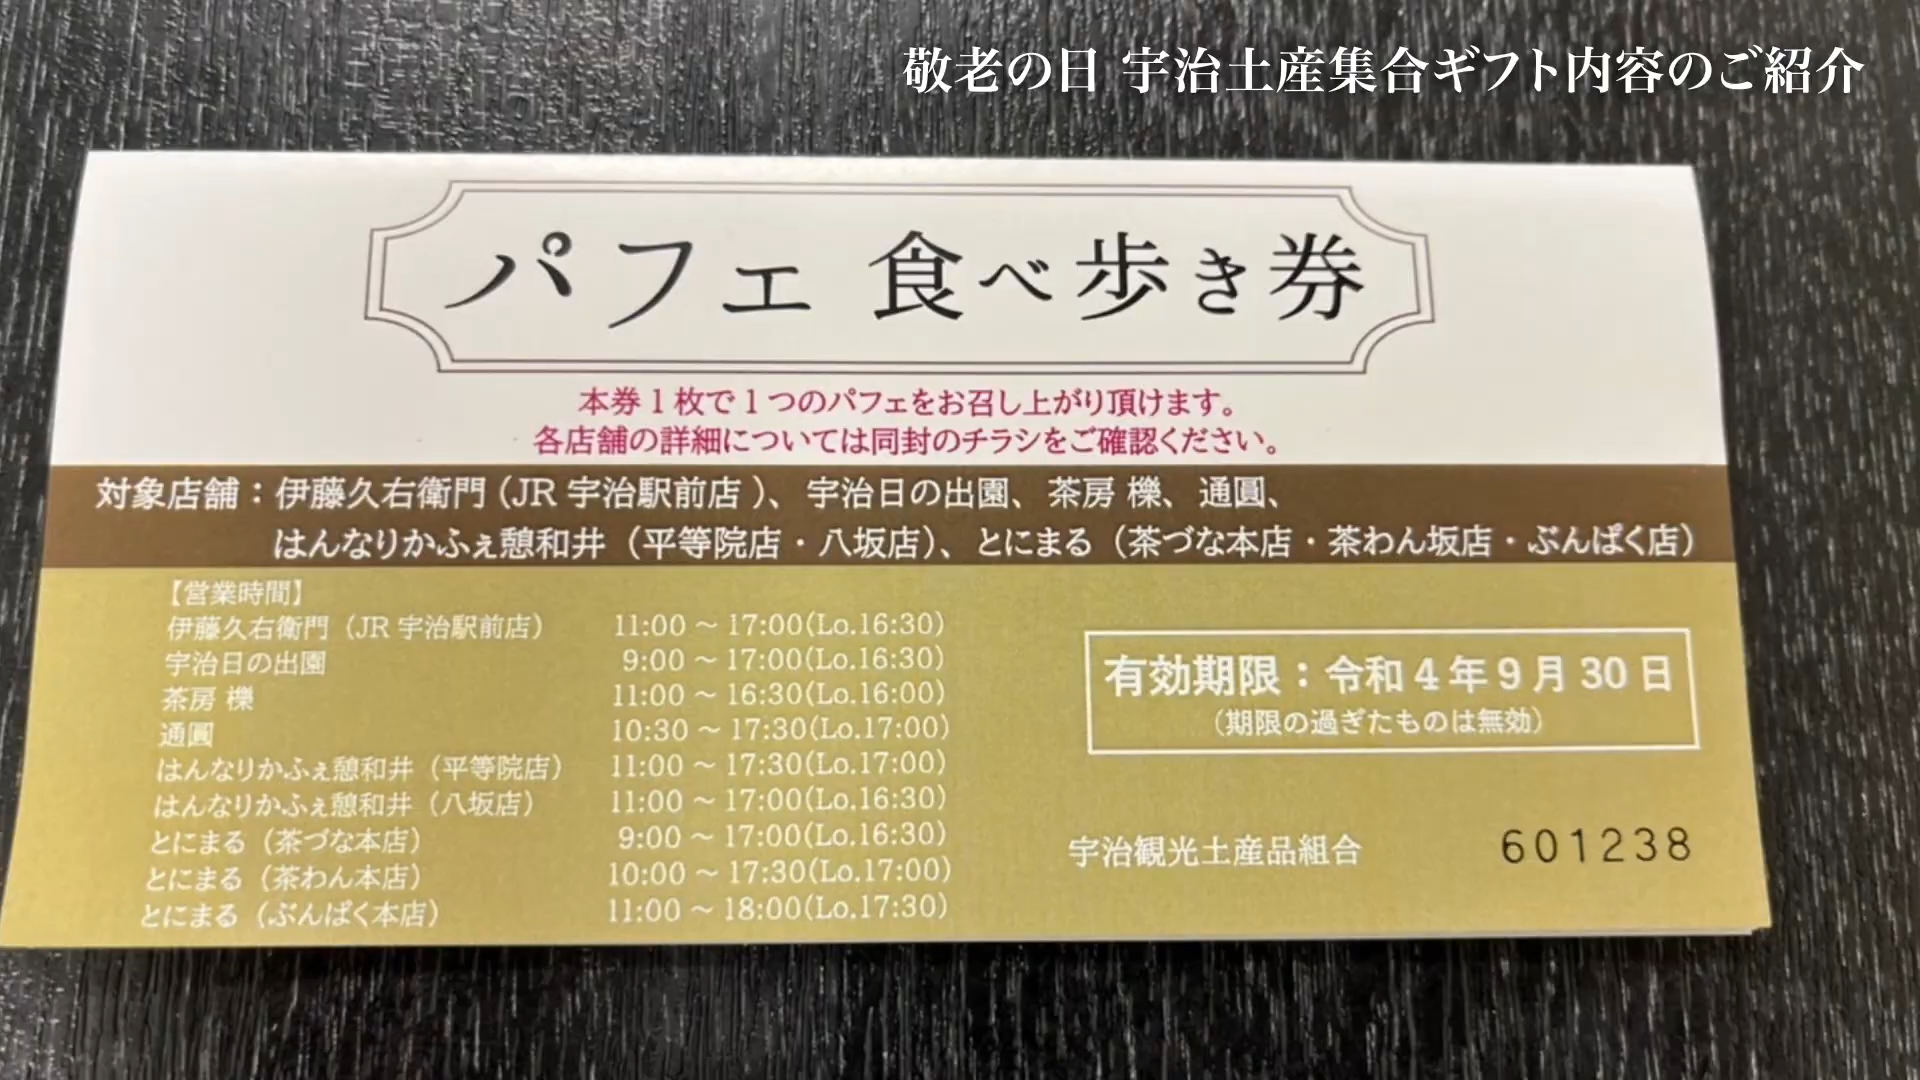 敬老の日 宇治土産集合ギフト内容のご紹介
パフェ 食べ歩き券
本券1枚で1つのパフェをお召し上がり頂けます。
各店舗の詳細については同封のチラシをご確認ください。
対象店舗：伊藤久右衛門（JR 宇治駅前店）、宇治日の出園、茶房 櫟、通圓、
はんなりかふぇ憩和井（平等院店・八坂店）、とにまる（茶づな本店・茶わん坂店・ぶんぱく店）
【営業時間】
伊藤久右衛門（JR 宇治駅前店） 11:00 ～ 17:00(Lo.16:30)
宇治日の出園 9:00 ～ 17:00(Lo.16:30)
茶房 櫟 11:00 ～ 16:30(Lo.16:00)
通圓 10:30 ～ 17:30(Lo.17:00)
はんなりかふぇ憩和井（平等院店） 11:00 ～ 17:30(Lo.17:00)
はんなりかふぇ憩和井（八坂店） 11:00 ～ 17:00(Lo.16:30)
とにまる（茶づな本店） 9:00 ～ 17:00(Lo.16:30)
とにまる（茶わん本店） 10:00 ～ 17:30(Lo.17:00)
とにまる（ぶんぱく本店） 11:00 ～ 18:00(Lo.17:30)
有効期限：令和4年9月30日
（期限の過ぎたものは無効）
宇治観光土産品組合 601238